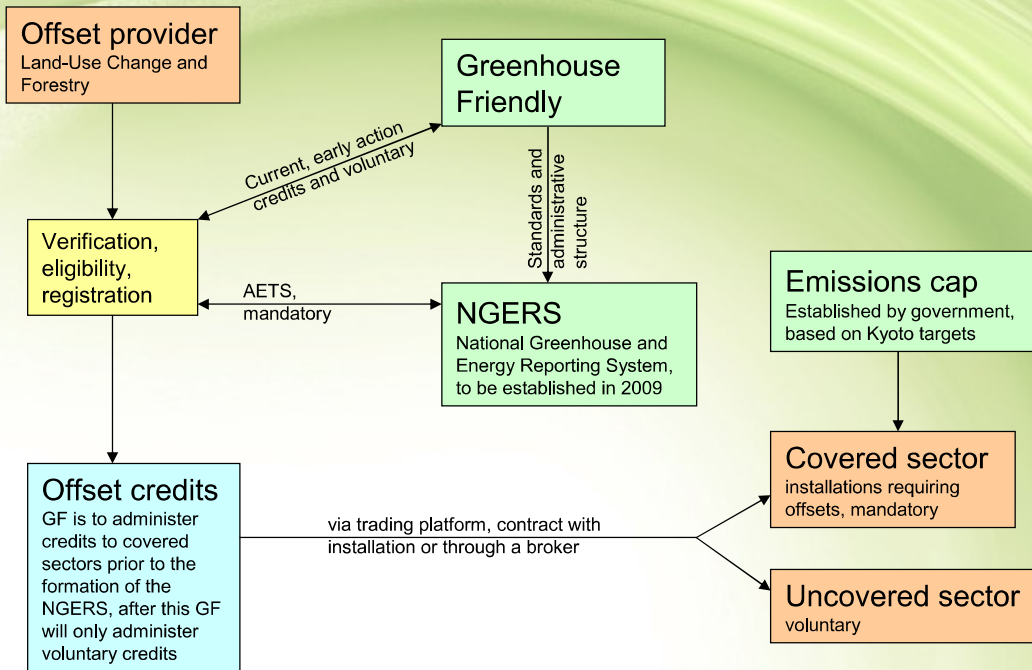 Offset provider
Land-Use Change and
Forestry
Greenhouse
Friendly
Current, early action
credits and voluntary
Standards and
administrative
structure
Verification,
eligibility,
registration
AETS,
mandatory
NGERS
National Greenhouse and
Energy Reporting System,
to be established in 2009
Emissions cap
Established by government,
based on Kyoto targets
Offset credits
GF is to administer
credits to covered
sectors prior to the
formation of the
NGERS, after this GF
will only administer
voluntary credits
via trading platform, contract with
installation or through a broker
Covered sector
installations requiring
offsets, mandatory
Uncovered sector
voluntary